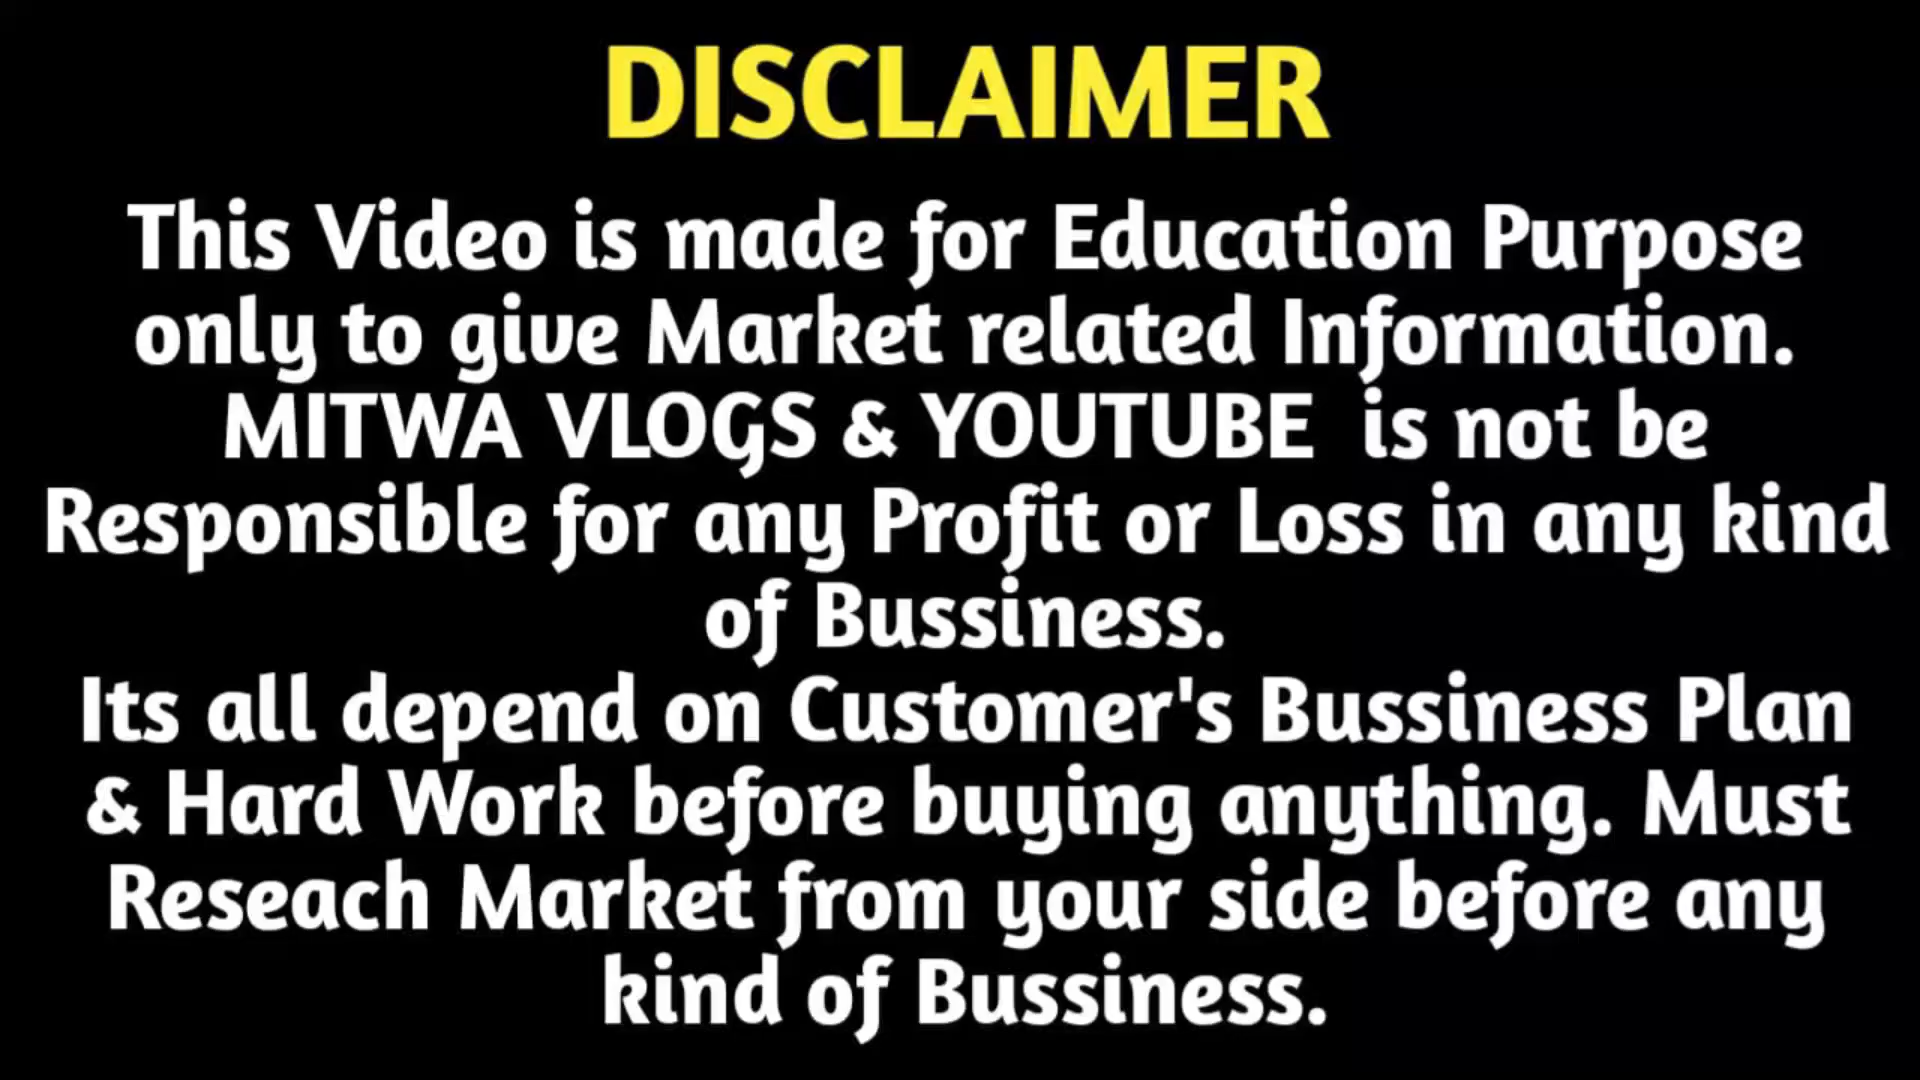 DISCLAIMER
This Video is made for Education Purpose
only to give Market related Information.
MITWA VLOGS & YOUTUBE is not be
Responsible for any Profit or Loss in any kind
of Bussiness.
Its all depend on Customer's Bussiness Plan
& Hard Work before buying anything. Must
Reseach Market from your side before any
kind of Bussiness.